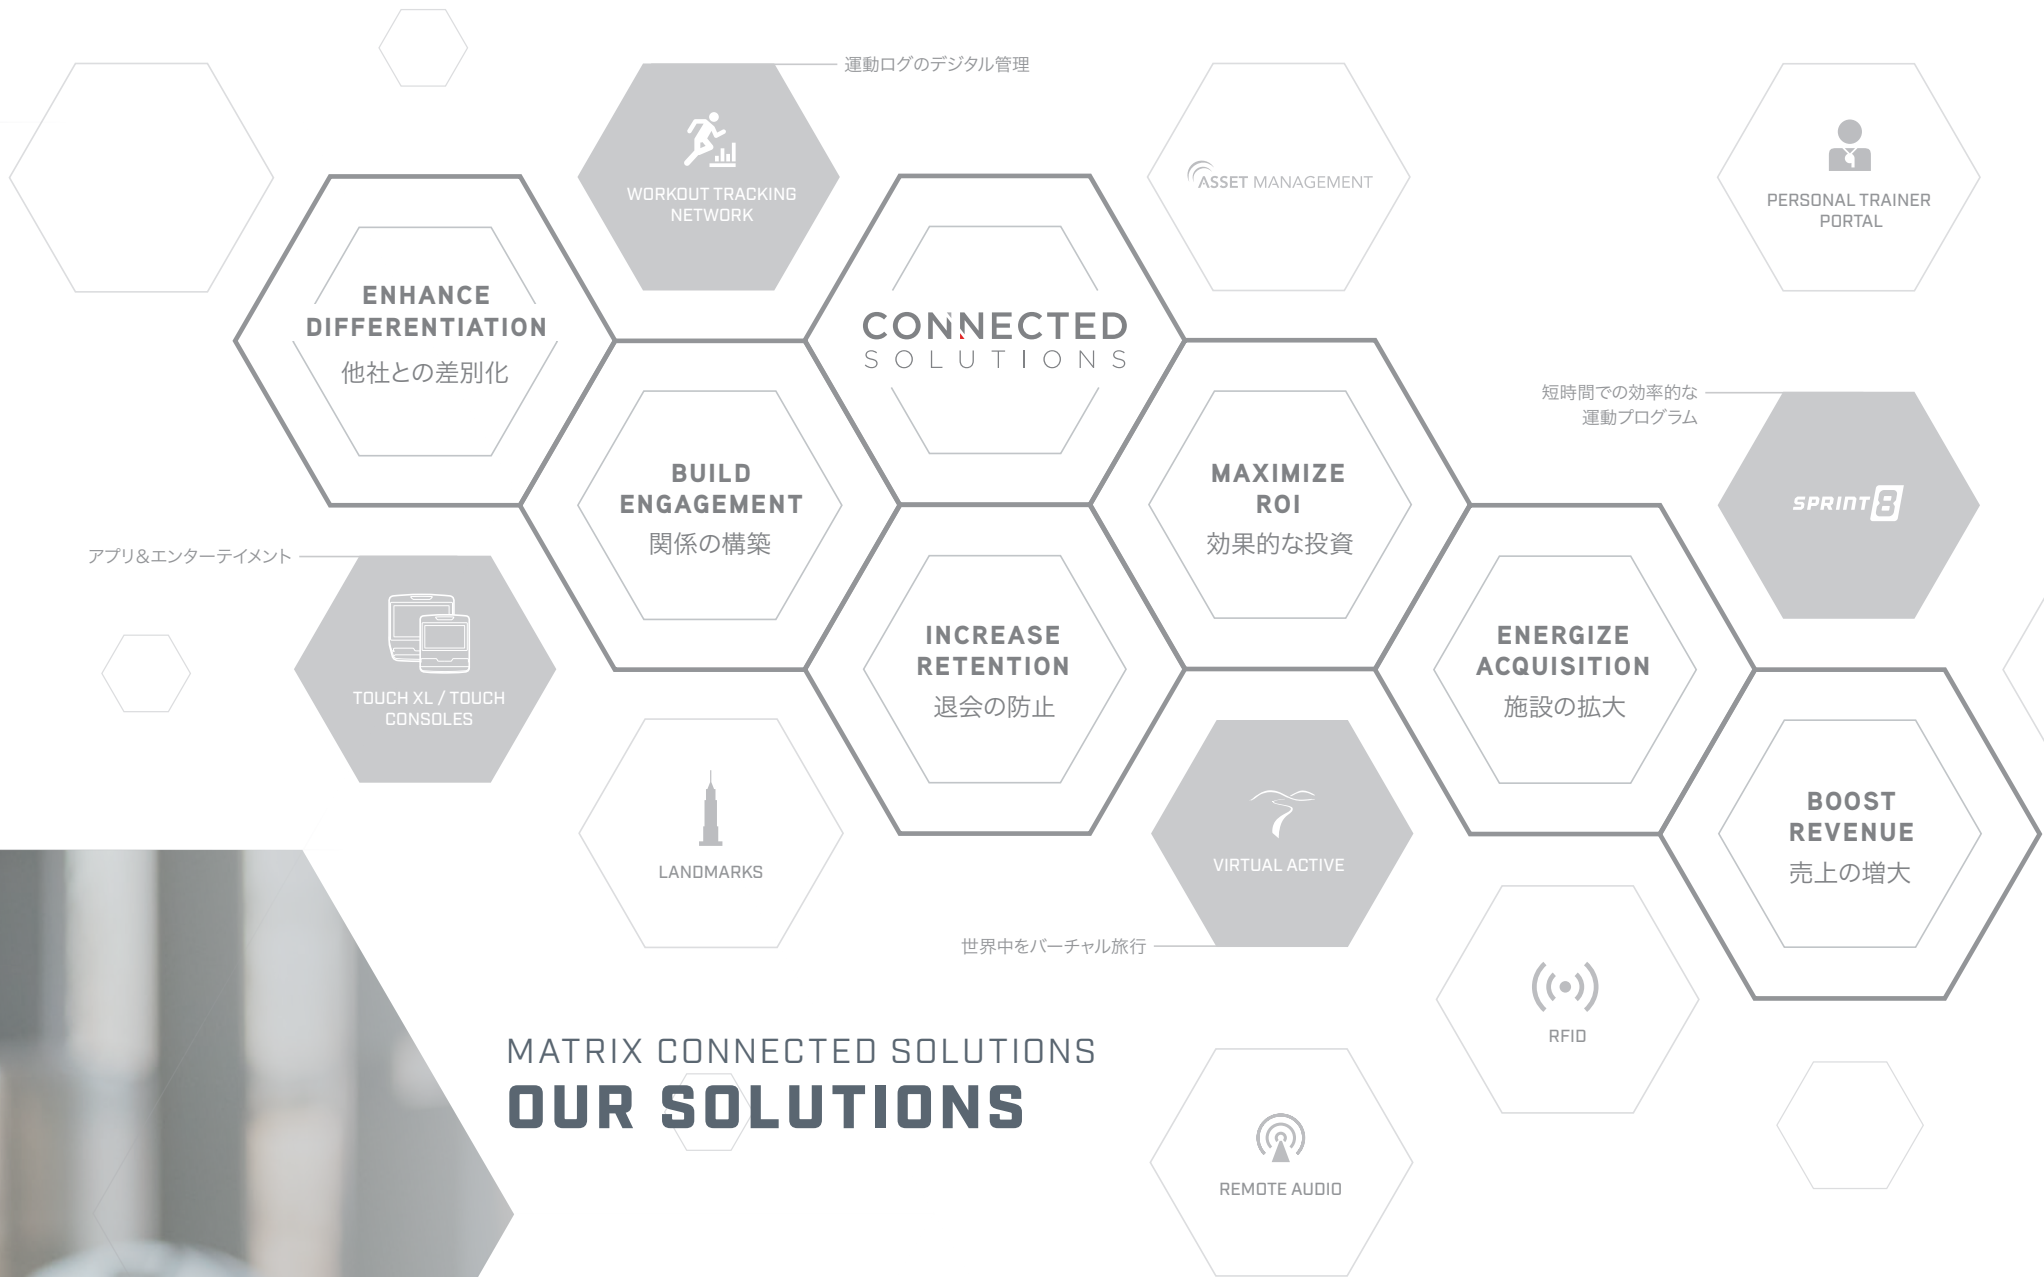 運動ログのデジタル管理
WORKOUT TRACKING
NETWORK
ASSET MANAGEMENT
PERSONAL TRAINER
PORTAL
ENHANCE
DIFFERENTIATION
他社との差別化
CONNECTED
SOLUTIONS
短時間での効率的な
運動プログラム
SPRINT8
BUILD
ENGAGEMENT
関係の構築
MAXIMIZE
ROI
効果的な投資
アプリ&エンターテイメント
TOUCH XL / TOUCH
CONSOLES
INCREASE
RETENTION
退会の防止
ENERGIZE
ACQUISITION
施設の拡大
LANDMARKS
VIRTUAL ACTIVE
世界中をバーチャル旅行
BOOST
REVENUE
売上の増大
RFID
MATRIX CONNECTED SOLUTIONS
OUR SOLUTIONS
REMOTE AUDIO